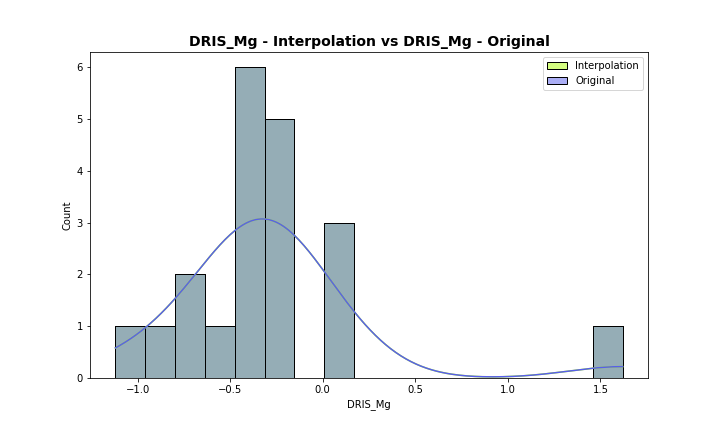 DRIS_Mg - Interpolation vs DRIS_Mg - Original
Interpolation
Original
6
5
4
3
2
1
0
Count
−1.0 −0.5 0.0 0.5 1.0 1.5
DRIS_Mg